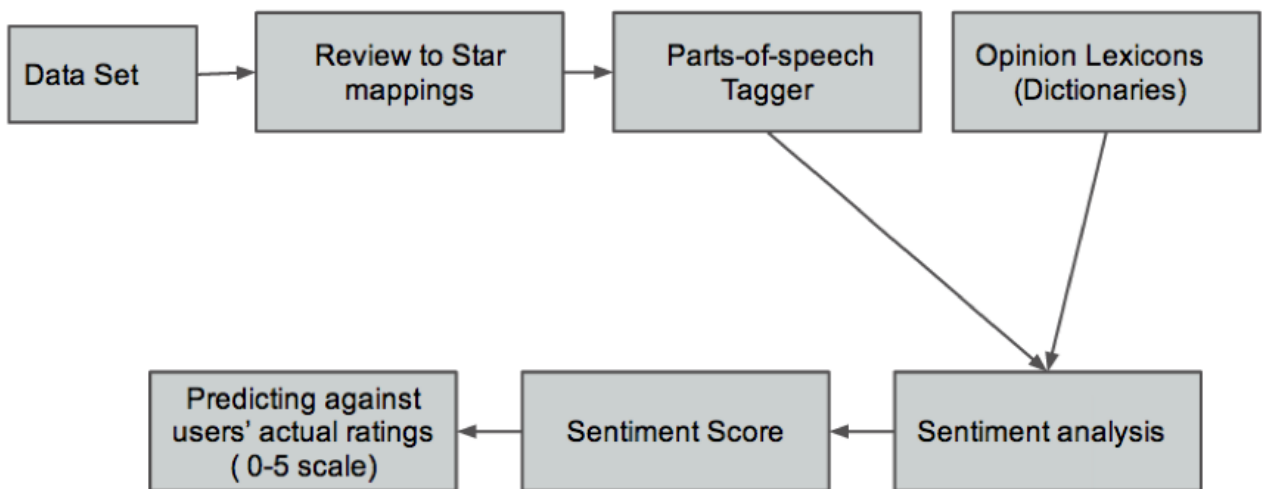 Data Set
Review to Star
mappings
Parts-of-speech
Tagger
Opinion Lexicons
(Dictionaries)
Predicting against
users’ actual ratings
( 0-5 scale)
Sentiment Score
Sentiment analysis